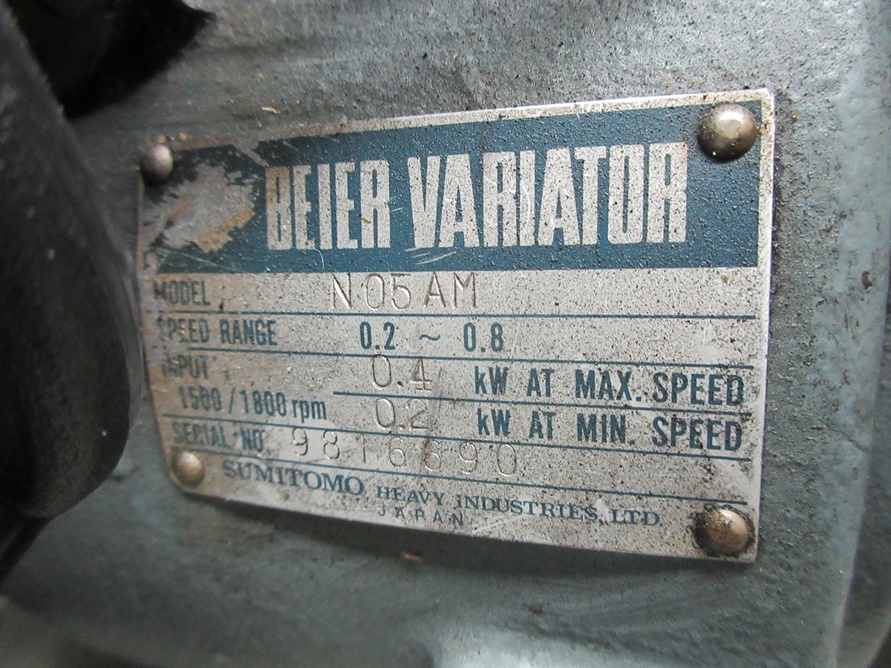 BEIER VARIATOR
MODEL N05AM
SPEED RANGE 0.2 ~ 0.8
INPUT 0.4 kW AT MAX. SPEED
1500/1800 rpm 0.2 kW AT MIN. SPEED
SERIAL NO 9816690
SUMITOMO HEAVY INDUSTRIES, LTD.
JAPAN